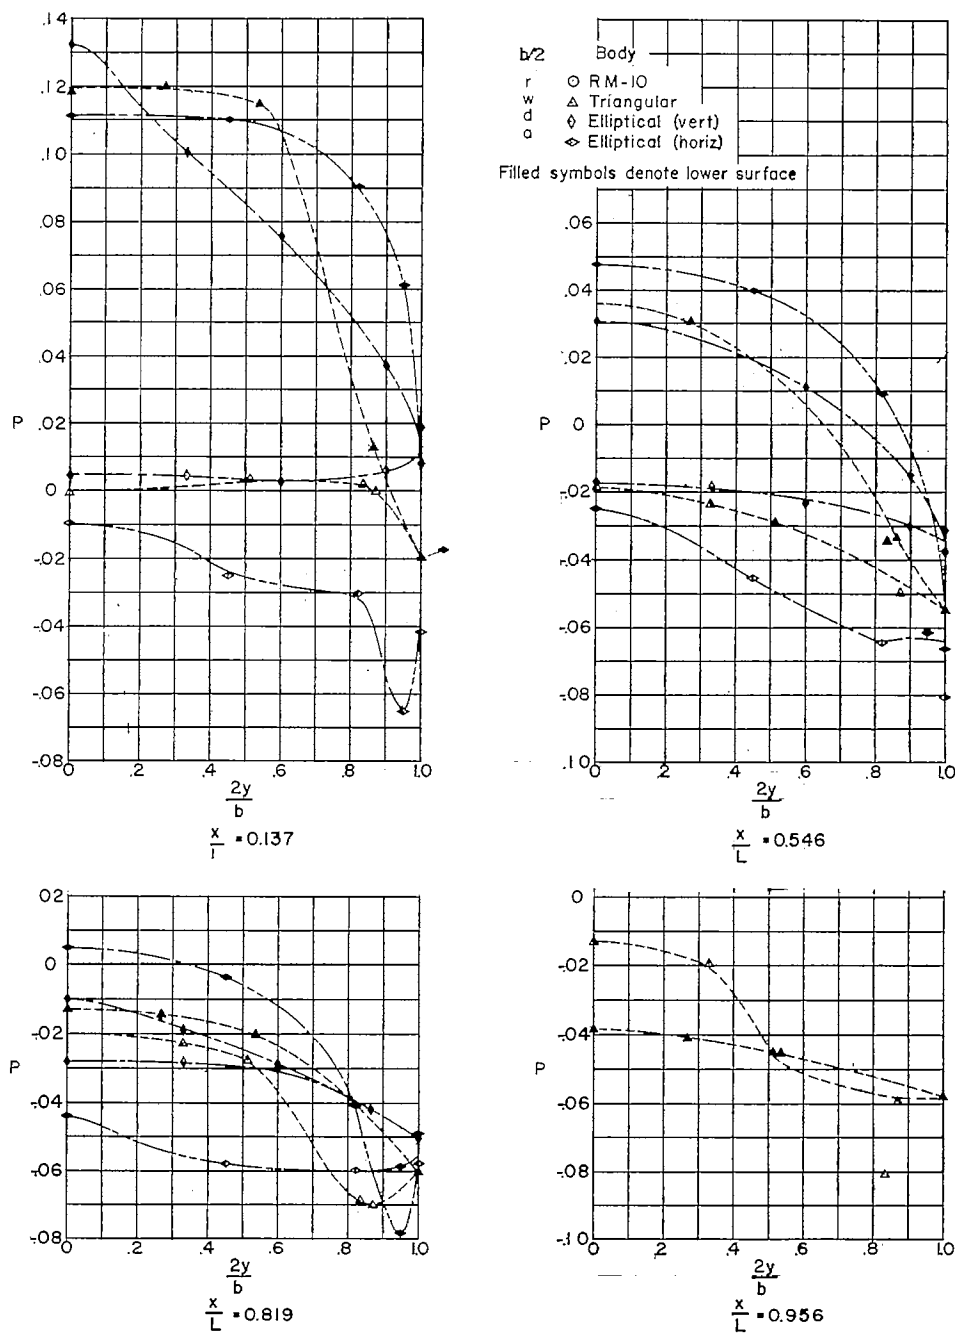 .14
.12
.10
.08
.06
.04
.02
0
-.02
-.04
-.06
-.08
P
0 .2 .4 .6 .8 1.0
2y
b
x
l = 0.137
b/2 Body
r ○ RM-10
w △ Triangular
d ◊ Elliptical (vert)
a Elliptical (horiz)
Filled symbols denote lower surface
.06
.04
.02
0
-.02
-.04
-.06
-.08
.10
P
0 .2 .4 .6 .8 1.0
2y
b
x
L = 0.546
02
0
-.02
-.04
-.06
-.08
P
0 .2 .4 .6 .8 1.0
2y
b
x
L = 0.819
0
-.02
-.04
-.06
-.08
-.10
P
0 .2 .4 .6 .8 1.0
2y
b
x
L = 0.956